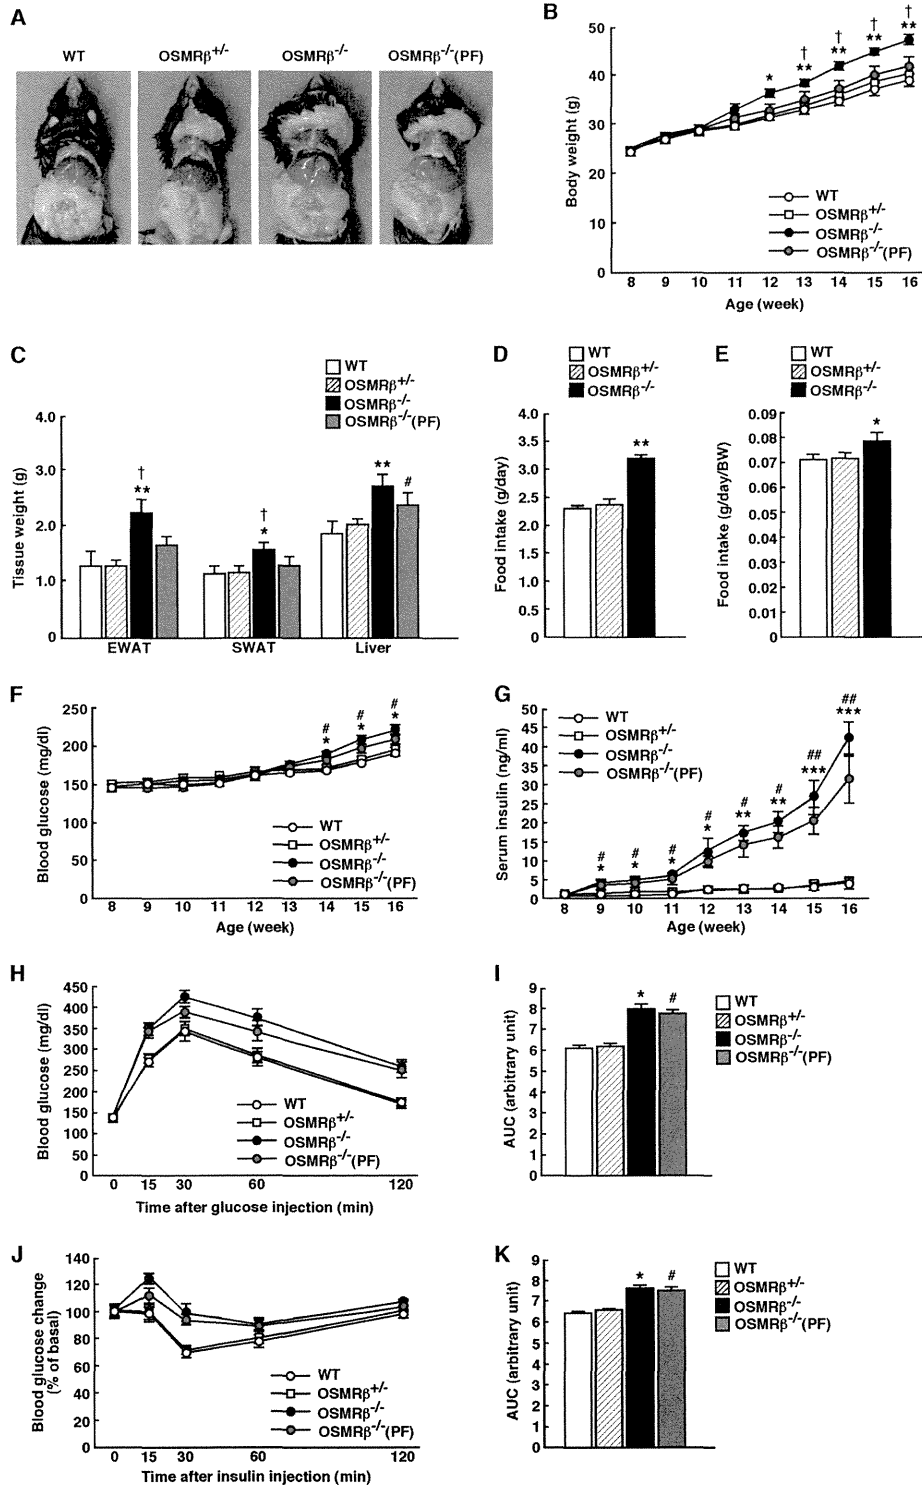 A
WT OSMRβ+/- OSMRβ-/- OSMRβ-/-(PF)
B
Body weight (g)
50
40
30
20
10
0
** † ** † ** † ** † *
8 9 10 11 12 13 14 15 16
Age (week)
WT
OSMRβ+/-
OSMRβ-/-
OSMRβ-/-(PF)
C
WT
OSMRβ+/-
OSMRβ-/-
OSMRβ-/-(PF)
Tissue weight (g)
4.0
3.0
2.0
1.0
0
† ** † * ** #
EWAT SWAT Liver
D
WT
OSMRβ+/-
OSMRβ-/-
Food intake (g/day)
4.0
3.5
3.0
2.5
2.0
1.5
1.0
0.5
0
**
E
WT
OSMRβ+/-
OSMRβ-/-
Food intake (g/day/BW)
0.09
0.08
0.07
0.06
0.05
0.04
0.03
0.02
0.01
0
*
F
Blood glucose (mg/dl)
250
200
150
100
50
0
# # #
* * *
WT
OSMRβ+/-
OSMRβ-/-
OSMRβ-/-(PF)
8 9 10 11 12 13 14 15 16
Age (week)
G
Serum insulin (ng/ml)
50
45
40
35
30
25
20
15
10
5
0
WT
OSMRβ+/-
OSMRβ-/-
OSMRβ-/-(PF)
# # # # # # ## ##
* * * * ** ** *** ***
8 9 10 11 12 13 14 15 16
Age (week)
H
Blood glucose (mg/dl)
450
400
350
300
250
200
150
100
50
0
WT
OSMRβ+/-
OSMRβ-/-
OSMRβ-/-(PF)
0 15 30 60 120
Time after glucose injection (min)
I
AUC (arbitrary unit)
9
8
7
6
5
4
3
2
1
0
* #
WT
OSMRβ+/-
OSMRβ-/-
OSMRβ-/-(PF)
J
Blood glucose change
(% of basal)
140
120
100
80
60
40
20
0
WT
OSMRβ+/-
OSMRβ-/-
OSMRβ-/-(PF)
0 15 30 60 120
Time after insulin injection (min)
K
AUC (arbitrary unit)
9
8
7
6
5
4
3
2
1
0
* #
WT
OSMRβ+/-
OSMRβ-/-
OSMRβ-/-(PF)